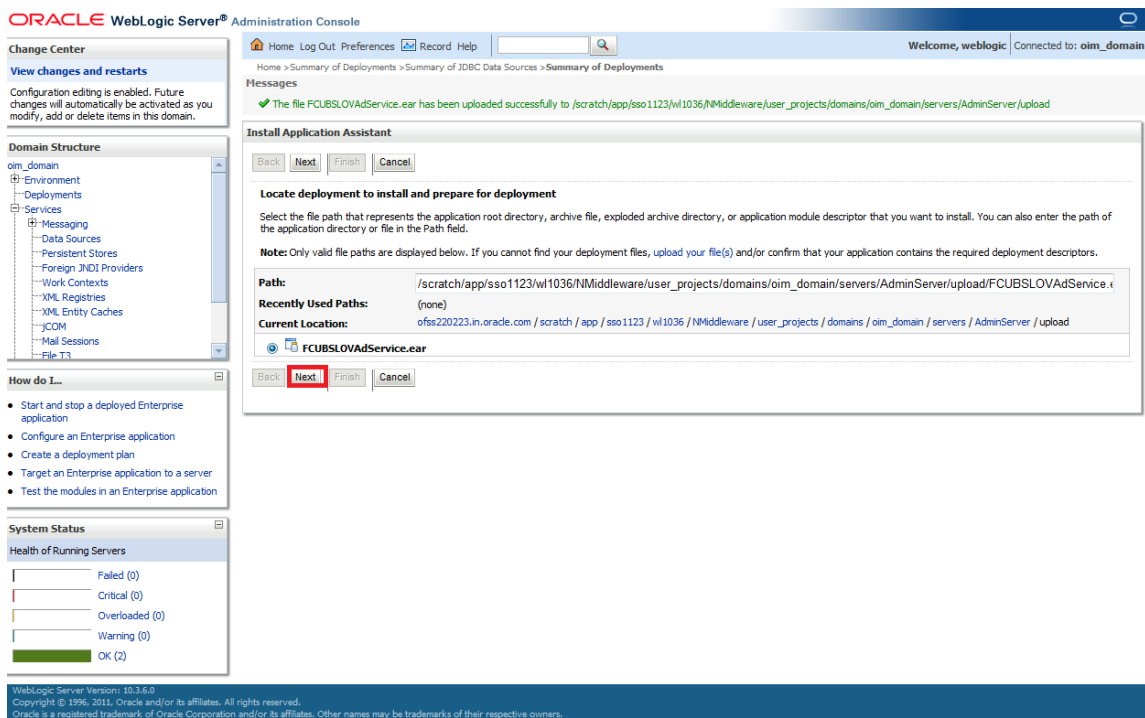 ORACLE WebLogic Server® Administration Console
Change Center
View changes and restarts
Configuration editing is enabled. Future
changes will automatically be activated as you
modify, add or delete items in this domain.
Domain Structure
oim_domain
Environment
Deployments
Services
Messaging
Data Sources
Persistent Stores
Foreign JNDI Providers
Work Contexts
XML Registries
XML Entity Caches
jCOM
Mail Sessions
File T3
How do I...
Start and stop a deployed Enterprise
application
Configure an Enterprise application
Create a deployment plan
Target an Enterprise application to a server
Test the modules in an Enterprise application
System Status
Health of Running Servers
Failed (0)
Critical (0)
Overloaded (0)
Warning (0)
OK (2)
Home Log Out Preferences Record Help
Welcome, weblogic Connected to: oim_domain
Home >Summary of Deployments >Summary of JDBC Data Sources >Summary of Deployments
Messages
The file FCUBSLOVAdService.ear has been uploaded successfully to /scratch/app/sso1123/wl1036/NMiddleware/user_projects/domains/oim_domain/servers/AdminServer/upload
Install Application Assistant
Back Next Finish Cancel
Locate deployment to install and prepare for deployment
Select the file path that represents the application root directory, archive file, exploded archive directory, or application module descriptor that you want to install. You can also enter the path of
the application directory or file in the Path field.
Note: Only valid file paths are displayed below. If you cannot find your deployment files, upload your file(s) and/or confirm that your application contains the required deployment descriptors.
Path: /scratch/app/sso1123/wl1036/NMiddleware/user_projects/domains/oim_domain/servers/AdminServer/upload/FCUBSLOVAdService.e
Recently Used Paths: (none)
Current Location: ofss220223.in.oracle.com / scratch / app / sso1123 / wl1036 / NMiddleware / user_projects / domains / oim_domain / servers / AdminServer / upload
FCUBSLOVAdService.ear
Back Next Finish Cancel
WebLogic Server Version: 10.3.6.0
Copyright © 1996, 2011, Oracle and/or its affiliates. All rights reserved.
Oracle is a registered trademark of Oracle Corporation and/or its affiliates. Other names may be trademarks of their respective owners.